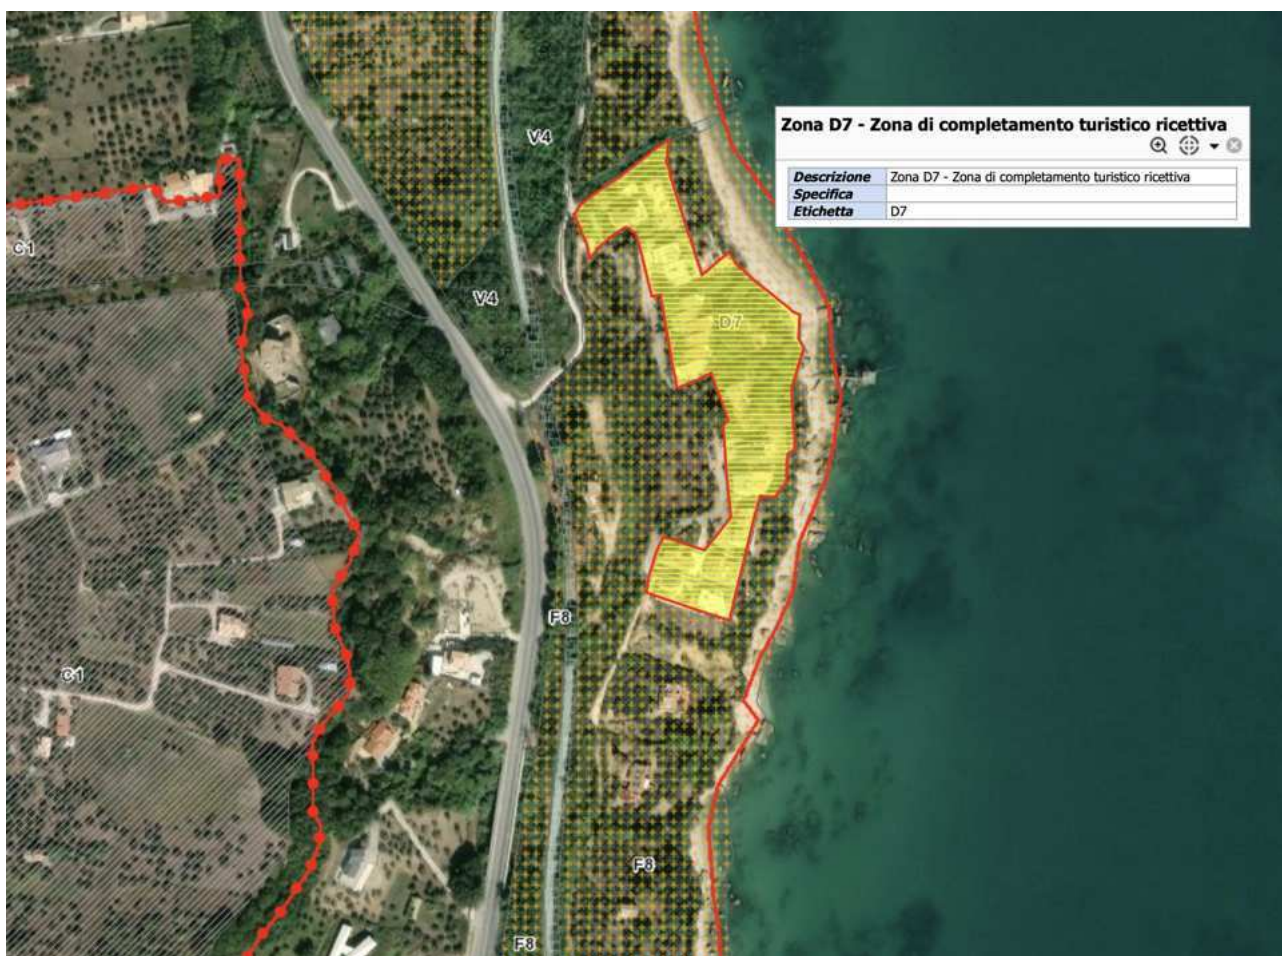 V4
Zona D7 - Zona di completamento turistico ricettiva
Descrizione Zona D7 - Zona di completamento turistico ricettiva
Specifica
Etichetta D7
C1
V4
D7
F8
C1
F8
F8